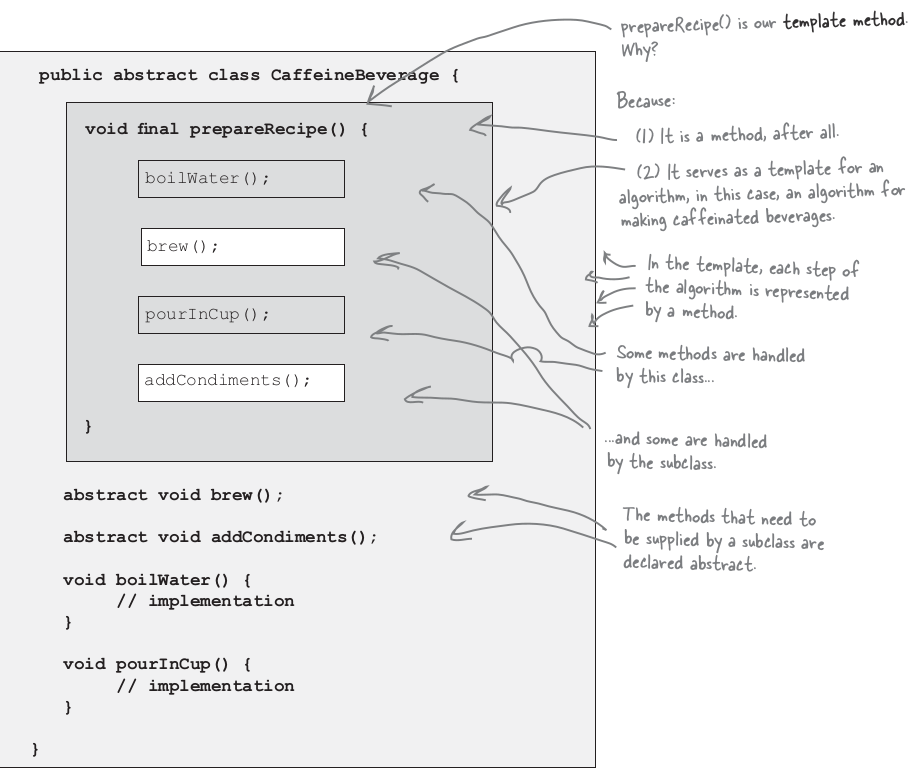 prepareRecipe() is our template method.
Why?
public abstract class CaffeineBeverage {
Because:
void final prepareRecipe() {
(1) It is a method, after all.
boilWater();
(2) It serves as a template for an
algorithm, in this case, an algorithm for
making caffeinated beverages.
brew();
In the template, each step of
the algorithm is represented
by a method.
pourInCup();
Some methods are handled
by this class...
addCondiments();
}
...and some are handled
by the subclass.
abstract void brew();
The methods that need to
be supplied by a subclass are
declared abstract.
abstract void addCondiments();
void boilWater() {
// implementation
}
void pourInCup() {
// implementation
}
}